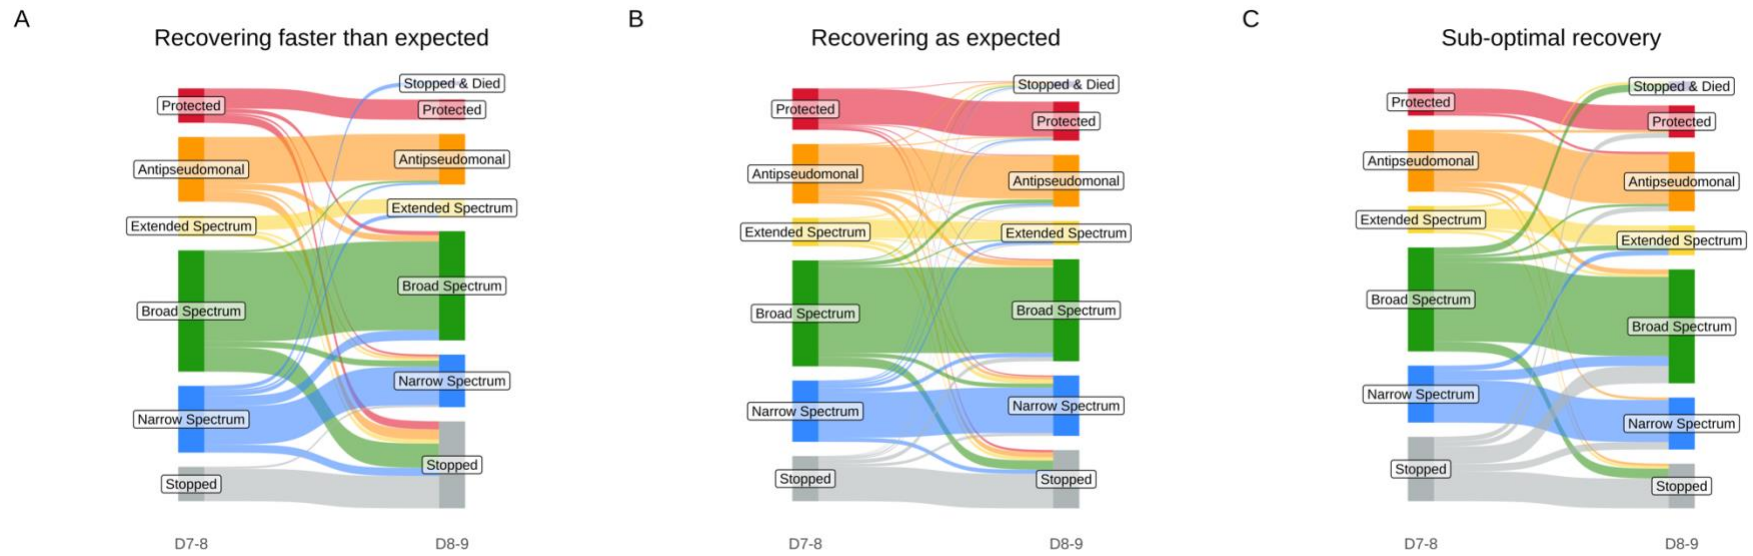 A
Recovering faster than expected
Protected
Antipseudomonal
Extended Spectrum
Broad Spectrum
Narrow Spectrum
Stopped
Stopped & Died
Protected
Antipseudomonal
Extended Spectrum
Broad Spectrum
Narrow Spectrum
Stopped
D7-8
D8-9
B
Recovering as expected
Protected
Antipseudomonal
Extended Spectrum
Broad Spectrum
Narrow Spectrum
Stopped
Stopped & Died
Protected
Antipseudomonal
Extended Spectrum
Broad Spectrum
Narrow Spectrum
Stopped
D7-8
D8-9
C
Sub-optimal recovery
Protected
Antipseudomonal
Extended Spectrum
Broad Spectrum
Narrow Spectrum
Stopped
Stopped & Died
Protected
Antipseudomonal
Extended Spectrum
Broad Spectrum
Narrow Spectrum
Stopped
D7-8
D8-9